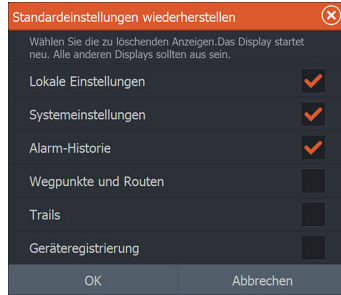 Standardeinstellungen wiederherstellen
Wählen Sie die zu löschenden Anzeigen.Das Display startet
neu. Alle anderen Displays sollten aus sein.
Lokale Einstellungen
Systemeinstellungen
Alarm-Historie
Wegpunkte und Routen
Trails
Geräteregistrierung
OK
Abbrechen